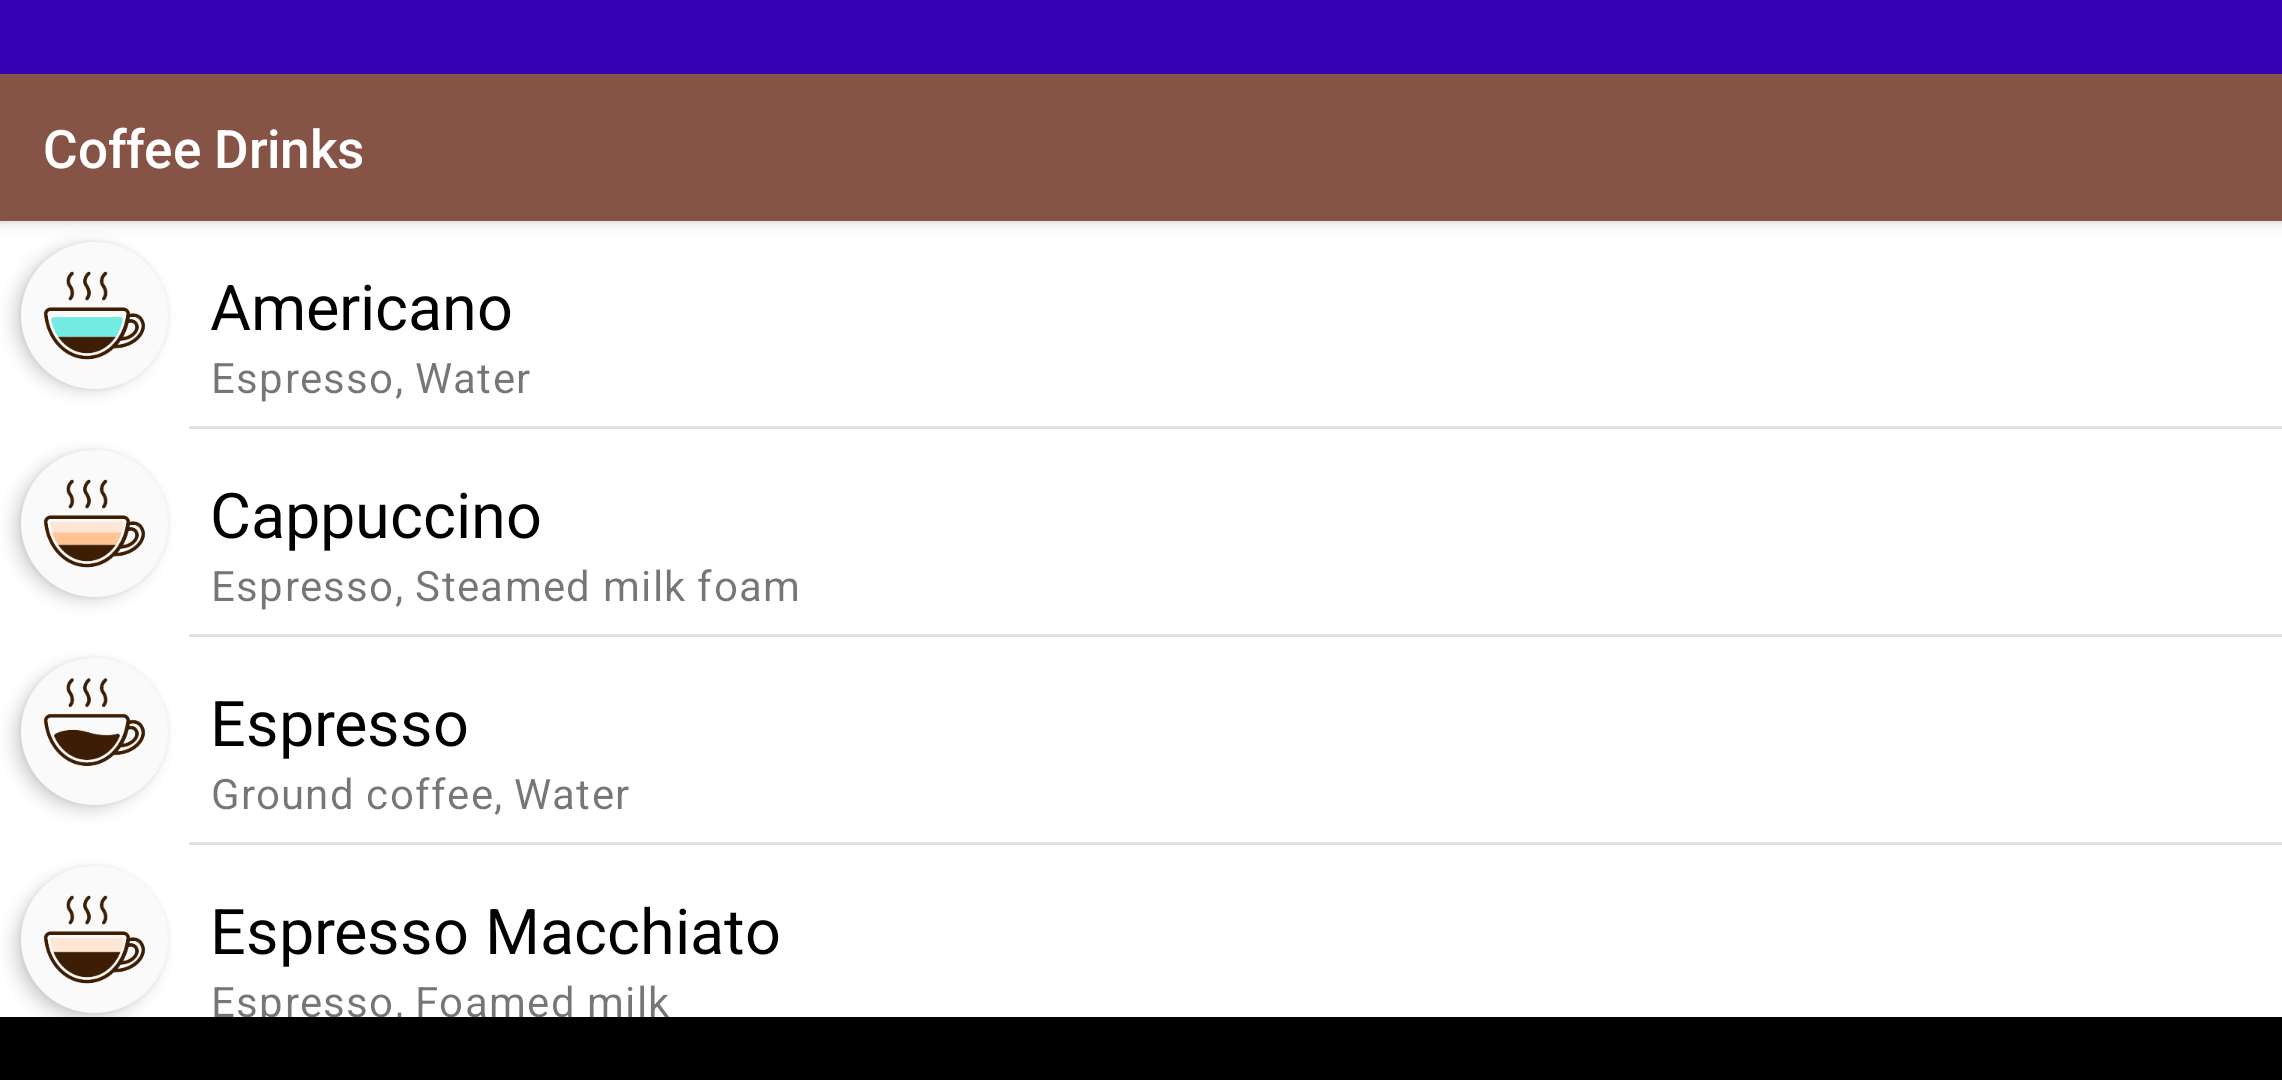 Coffee Drinks
Americano
Espresso, Water
Cappuccino
Espresso, Steamed milk foam
Espresso
Ground coffee, Water
Espresso Macchiato
Espresso, Foamed milk